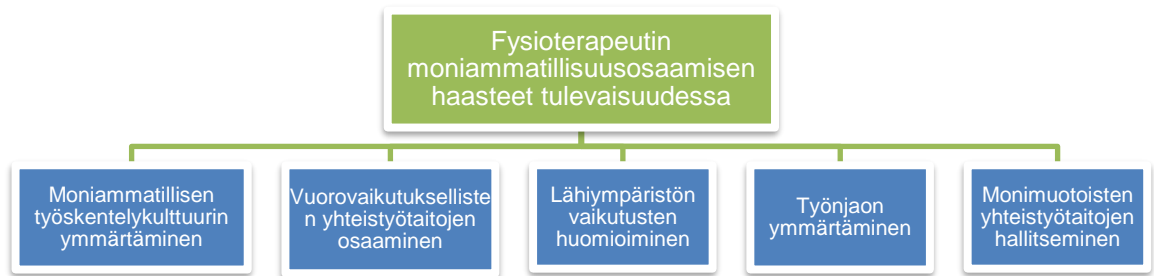 Fysioterapeutin
moniammatillisuusosaamisen
haasteet tulevaisuudessa
Moniammatillisen
työskentelykulttuurin
ymmärtäminen
Vuorovaikutukselliste
n yhteistyötaitojen
osaaminen
Lähiympäristön
vaikutusten
huomioiminen
Työnjaon
ymmärtäminen
Monimuotoisten
yhteistyötaitojen
hallitseminen